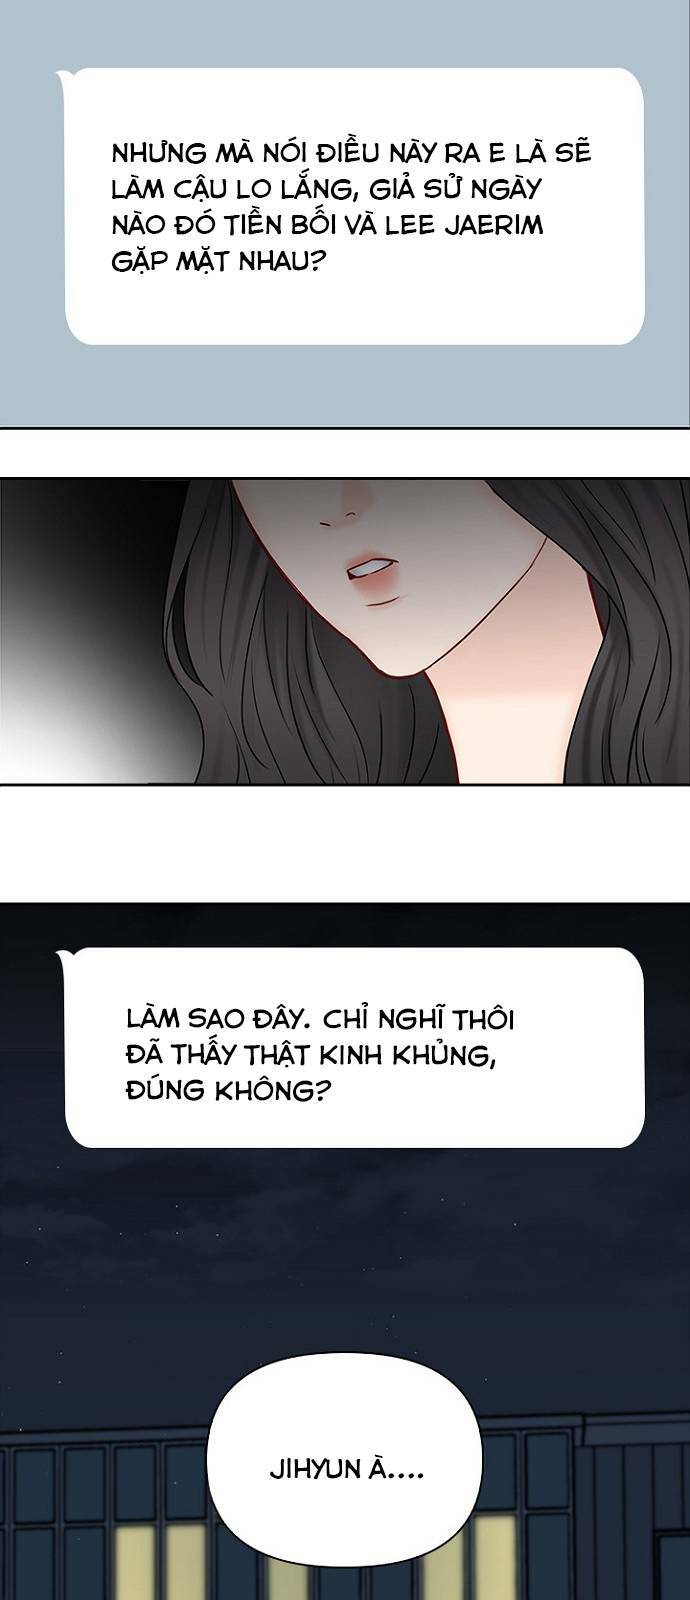 NHƯNG MÀ NÓI ĐIỀU NÀY RA E LÀ SẼ
LÀM CẬU LO LẮNG, GIẢ SỬ NGÀY
NÀO ĐÓ TIỀN BỐI VÀ LEE JAERIM
GẶP MẶT NHAU?
LÀM SAO ĐÂY. CHỈ NGHĨ THÔI
ĐÃ THẤY THẬT KINH KHỦNG,
ĐÚNG KHÔNG?
JIHYUN À....